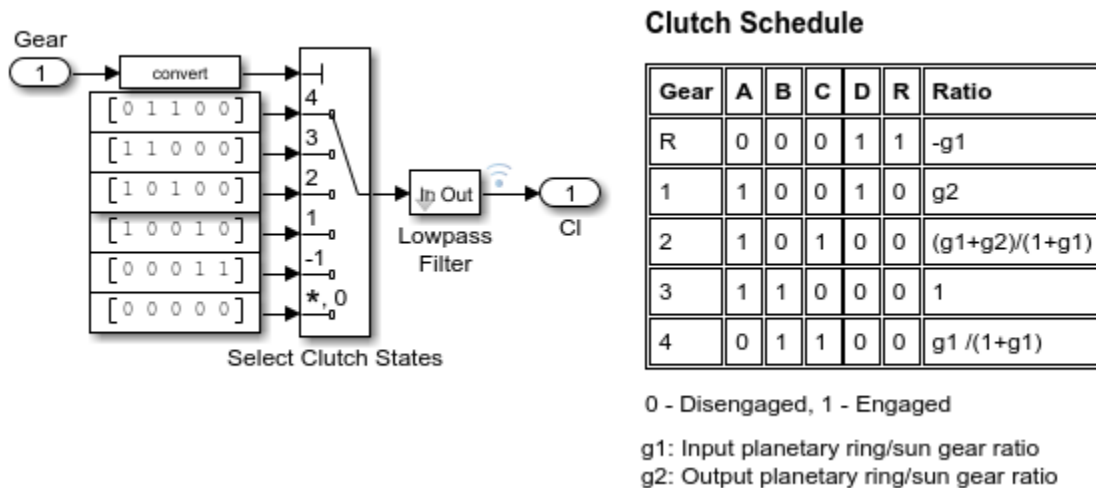 Gear
1
convert
[0 1 1 0 0]
[1 1 0 0 0]
[1 0 1 0 0]
[1 0 0 1 0]
[0 0 0 1 1]
[0 0 0 0 0]
4
3
2
1
-1
*, 0
Select Clutch States
In Out
Lowpass
Filter
1
Cl
Clutch Schedule
Gear A B C D R Ratio
R 0 0 0 1 1 -g1
1 1 0 0 1 0 g2
2 1 0 1 0 0 (g1+g2)/(1+g1)
3 1 1 0 0 0 1
4 0 1 1 0 0 g1 /(1+g1)
0 - Disengaged, 1 - Engaged
g1: Input planetary ring/sun gear ratio
g2: Output planetary ring/sun gear ratio